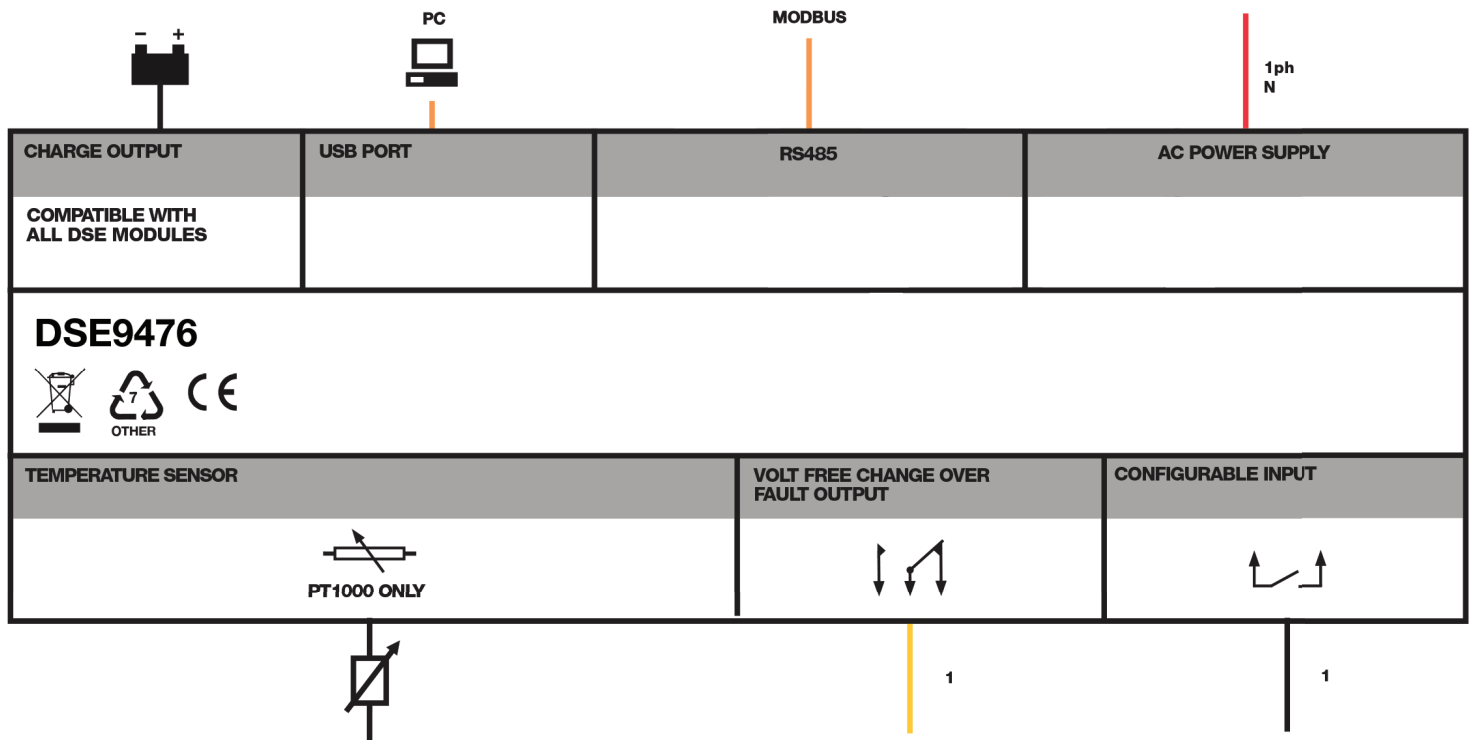 - +
PC
MODBUS
1ph
N
CHARGE OUTPUT
USB PORT
RS485
AC POWER SUPPLY
COMPATIBLE WITH
ALL DSE MODULES
DSE9476
7
OTHER
CE
TEMPERATURE SENSOR
VOLT FREE CHANGE OVER
FAULT OUTPUT
CONFIGURABLE INPUT
PT1000 ONLY
1
1